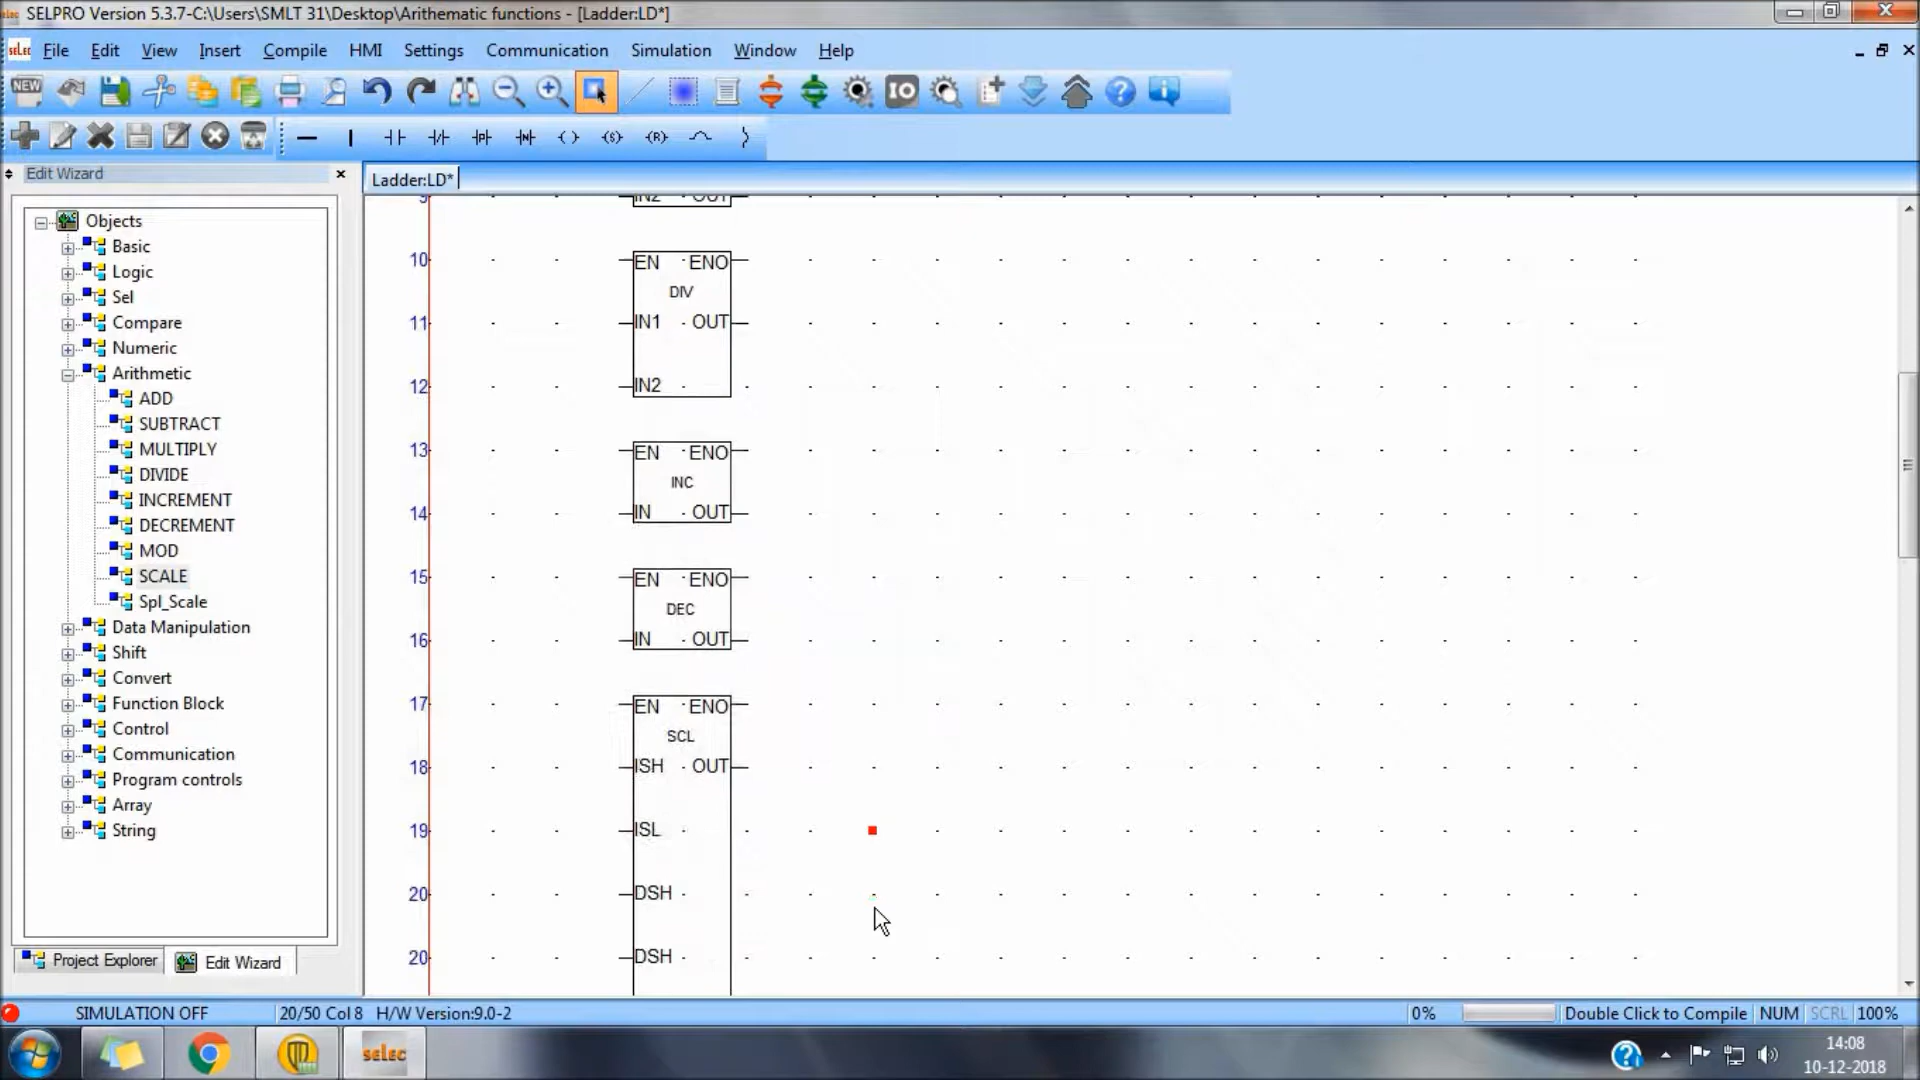 SELPRO Version 5.3.7-C:\Users\SMLT 31\Desktop\Arithematic functions - [Ladder:LD*]
selec File Edit View Insert Compile HMI Settings Communication Simulation Window Help
NEW IO
P N (S) (R)
Edit Wizard
Ladder:LD*
Objects
Basic
Logic
Sel
Compare
Numeric
Arithmetic
ADD
SUBTRACT
MULTIPLY
DIVIDE
INCREMENT
DECREMENT
MOD
SCALE
Spl_Scale
Data Manipulation
Shift
Convert
Function Block
Control
Communication
Program controls
Array
String
Project Explorer Edit Wizard
9 IN2 OUT
10 EN ENO
DIV
11 IN1 OUT
12 IN2
13 EN ENO
INC
14 IN OUT
15 EN ENO
DEC
16 IN OUT
17 EN ENO
SCL
18 ISH OUT
19 ISL
20 DSH
20 DSH
SIMULATION OFF 20/50 Col 8 H/W Version:9.0-2 0% Double Click to Compile NUM SCRL 100%
selec
14:08
10-12-2018